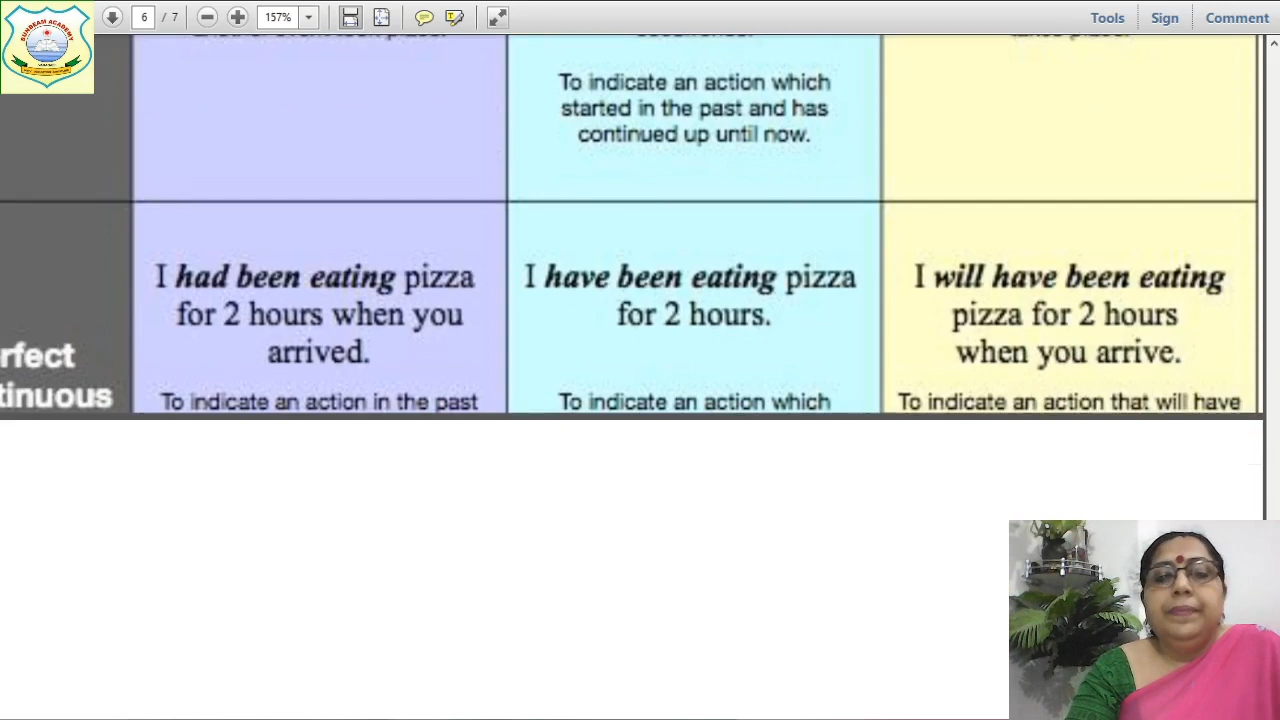 6 / 7
157%
Tools
Sign
Comment
SUNBEAM ACADEMY
To indicate an action which
started in the past and has
continued up until now.
rfect
tinuous
I had been eating pizza
for 2 hours when you
arrived.
To indicate an action in the past
I have been eating pizza
for 2 hours.
To indicate an action which
I will have been eating
pizza for 2 hours
when you arrive.
To indicate an action that will have